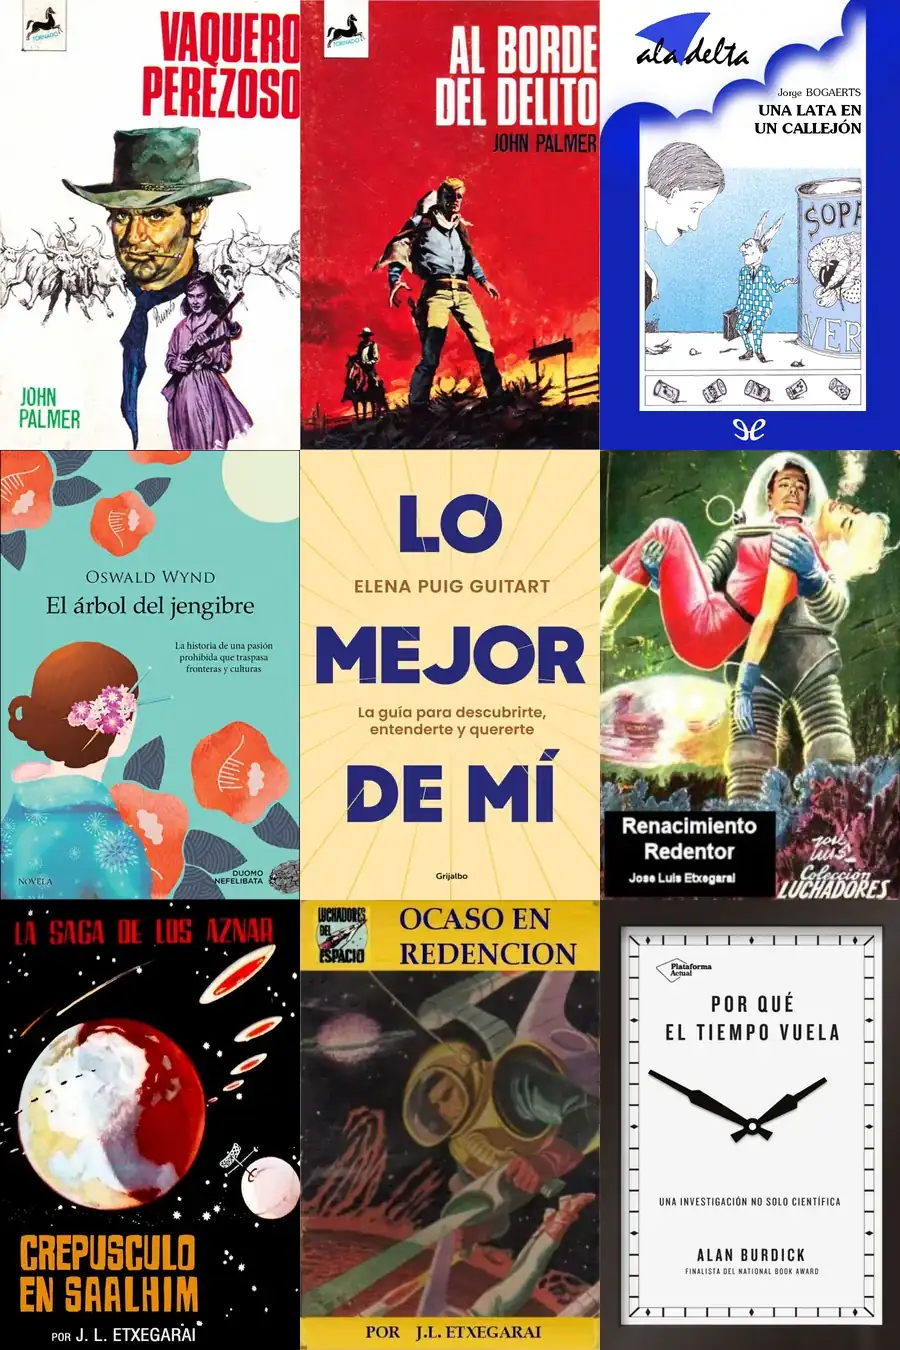 TORNADO
VAQUERO
PEREZOSO
JOHN
PALMER
TORNADO
AL BORDE
DEL DELITO
JOHN PALMER
ala delta
Jorge BOGAERTS
UNA LATA EN
UN CALLEJÓN
SOPA
VER
OSWALD WYND
El árbol del jengibre
La historia de una pasión
prohibida que traspasa
fronteras y culturas
NOVELA
DUOMO
NEFELIBATA
LO
ELENA PUIG GUITART
MEJOR
La guía para descubrirte,
entenderte y quererte
DE MÍ
Grijalbo
Renacimiento
Redentor
Jose Luis Etxegarai
José
Luis
Colección
LUCHADORES
LA SAGA DE LOS AZNAR
CREPUSCULO
EN SAALHIM
POR J. L. ETXEGARAI
LUCHADORES
DEL
ESPACIO
OCASO EN
REDENCION
POR J.L. ETXEGARAI
Plataforma
Actual
POR QUÉ
EL TIEMPO VUELA
UNA INVESTIGACIÓN NO SOLO CIENTÍFICA
ALAN BURDICK
FINALISTA DEL NATIONAL BOOK AWARD